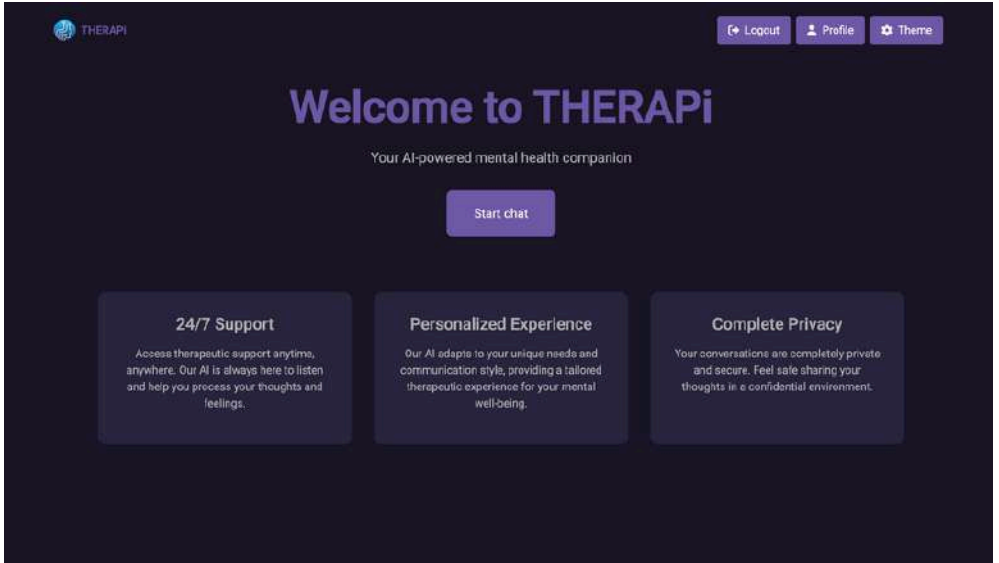 THERAPI
Logout
Profile
Theme
Welcome to THERAPi
Your AI-powered mental health companion
Start chat
24/7 Support
Access therapeutic support anytime,
anywhere. Our AI is always here to listen
and help you process your thoughts and
feelings.
Personalized Experience
Our AI adapts to your unique needs and
communication style, providing a tailored
therapeutic experience for your mental
well-being.
Complete Privacy
Your conversations are completely private
and secure. Feel safe sharing your
thoughts in a confidential environment.